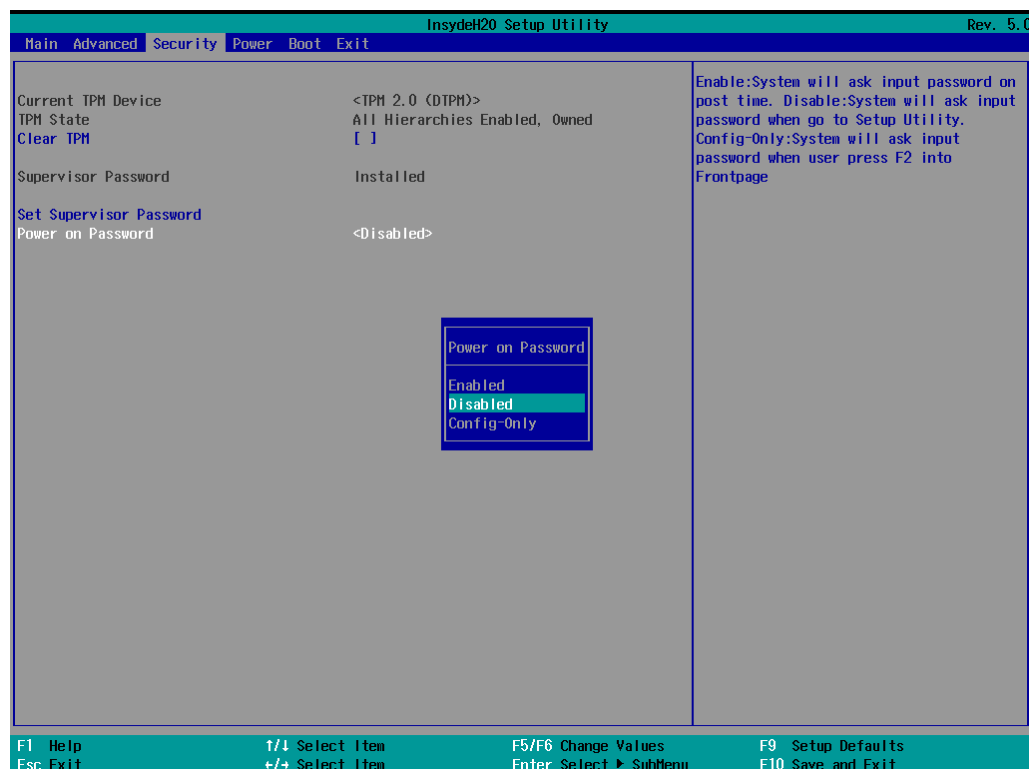 InsydeH20 Setup Utility Rev. 5.0
Main Advanced Security Power Boot Exit
Current TPM Device <TPM 2.0 (DTPM)>
TPM State All Hierarchies Enabled, Owned
Clear TPM [ ]
Supervisor Password Installed
Set Supervisor Password
Power on Password <Disabled>
Enable:System will ask input password on
post time. Disable:System will ask input
password when go to Setup Utility.
Config-Only:System will ask input
password when user press F2 into
Frontpage
Power on Password
Enabled
Disabled
Config-Only
F1 Help ↑/↓ Select Item F5/F6 Change Values F9 Setup Defaults
Esc Exit ←/→ Select Item Enter Select ▶ SubMenu F10 Save and Exit